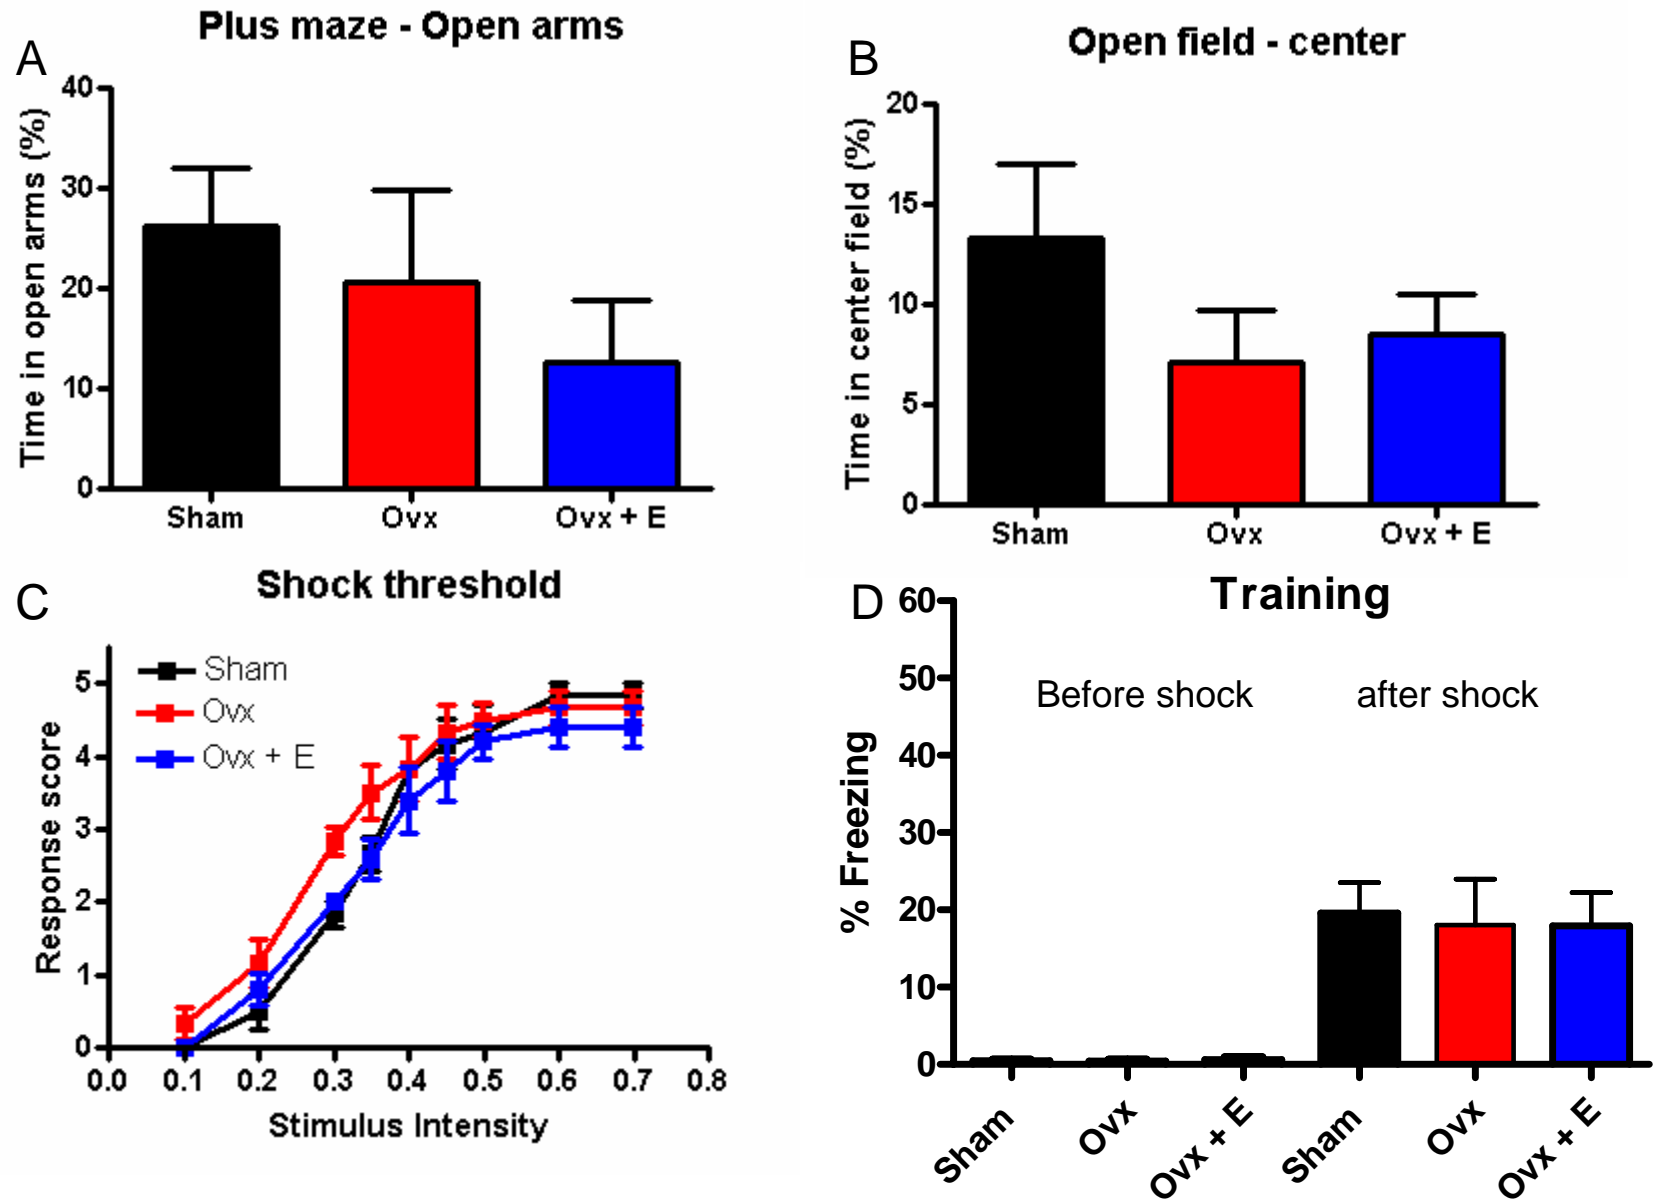 A
Plus maze - Open arms
Time in open arms (%)
40
30
20
10
0
Sham
Ovx
Ovx + E
B
Open field - center
Time in center field (%)
20
15
10
5
0
Sham
Ovx
Ovx + E
C
Shock threshold
Response score
5
4
3
2
1
0
Sham
Ovx
Ovx + E
0.0
0.1
0.2
0.3
0.4
0.5
0.6
0.7
0.8
Stimulus Intensity
D
Training
% Freezing
60
50
40
30
20
10
0
Before shock
after shock
Sham
Ovx
Ovx + E
Sham
Ovx
Ovx + E